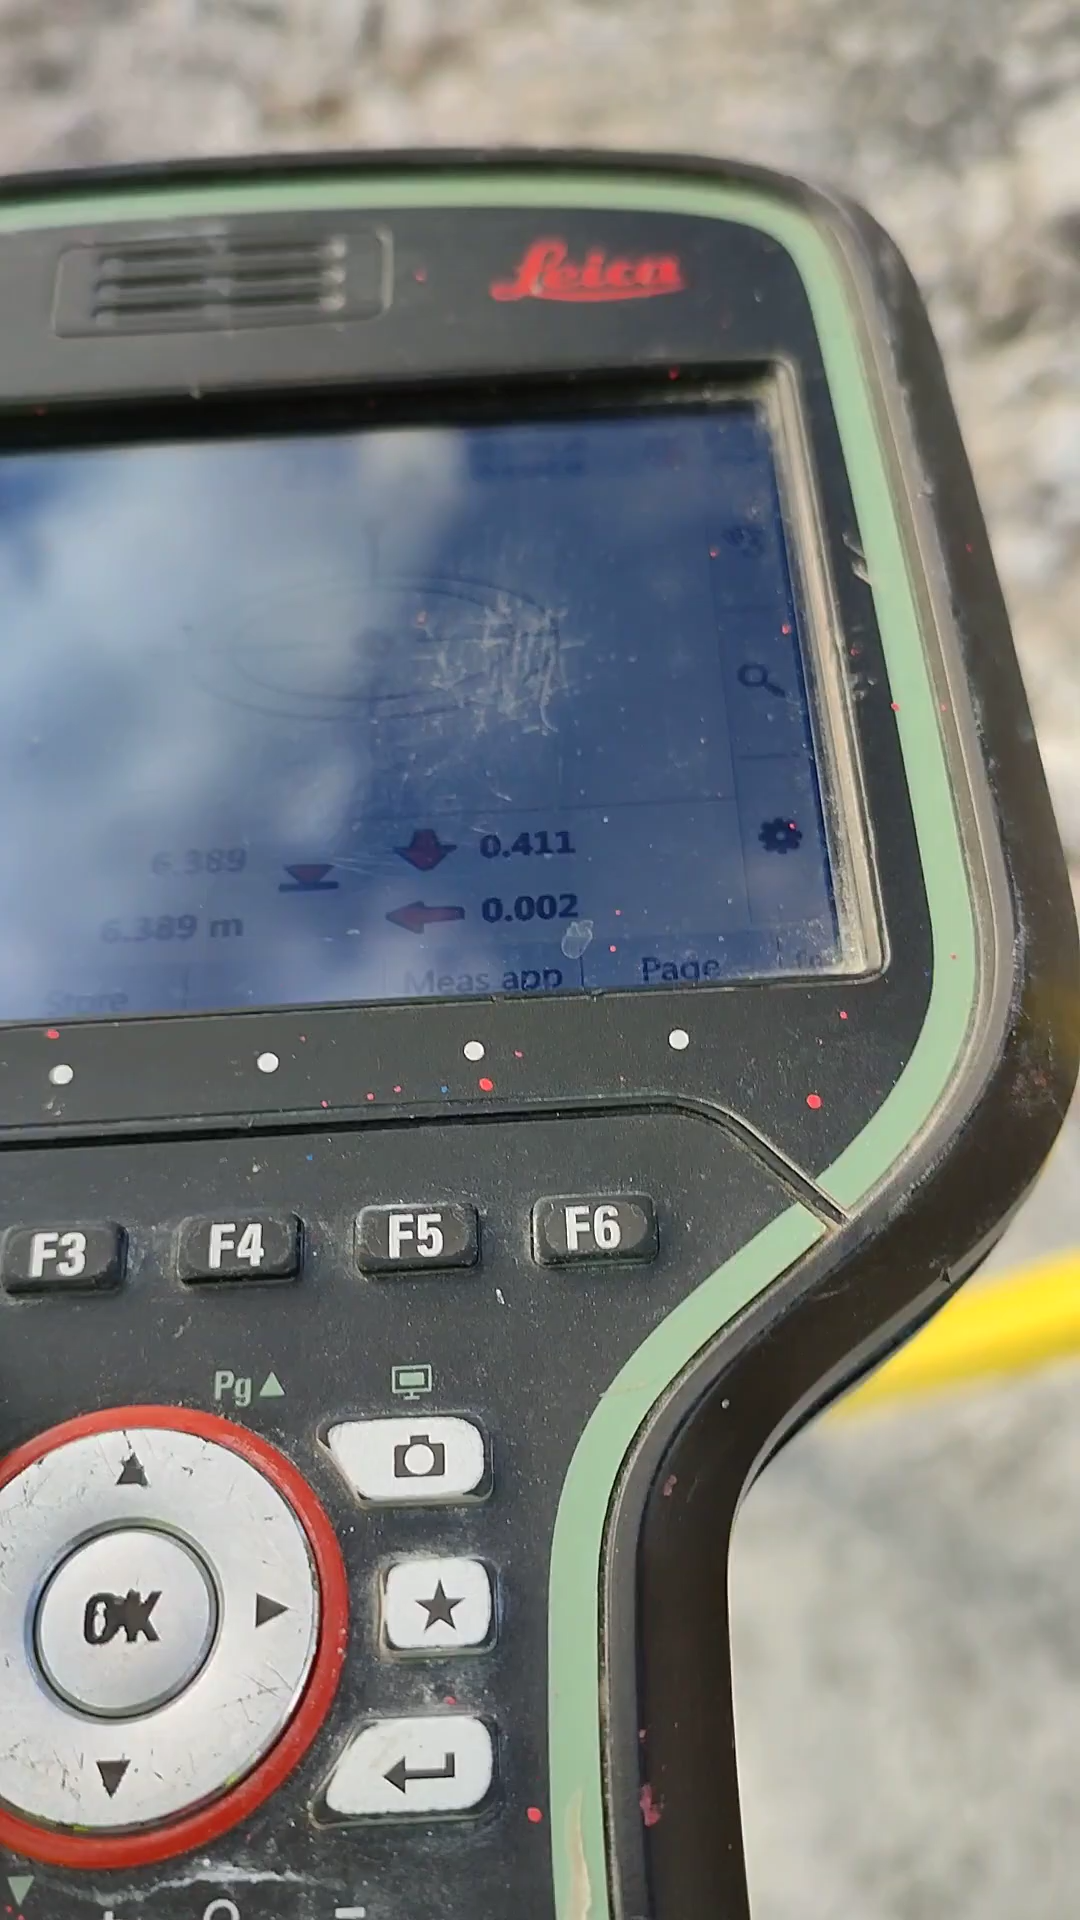 Leica
6.389
0.411
6.389 m
0.002
Store
Meas app
Page
F3
F4
F5
F6
Pg
OK